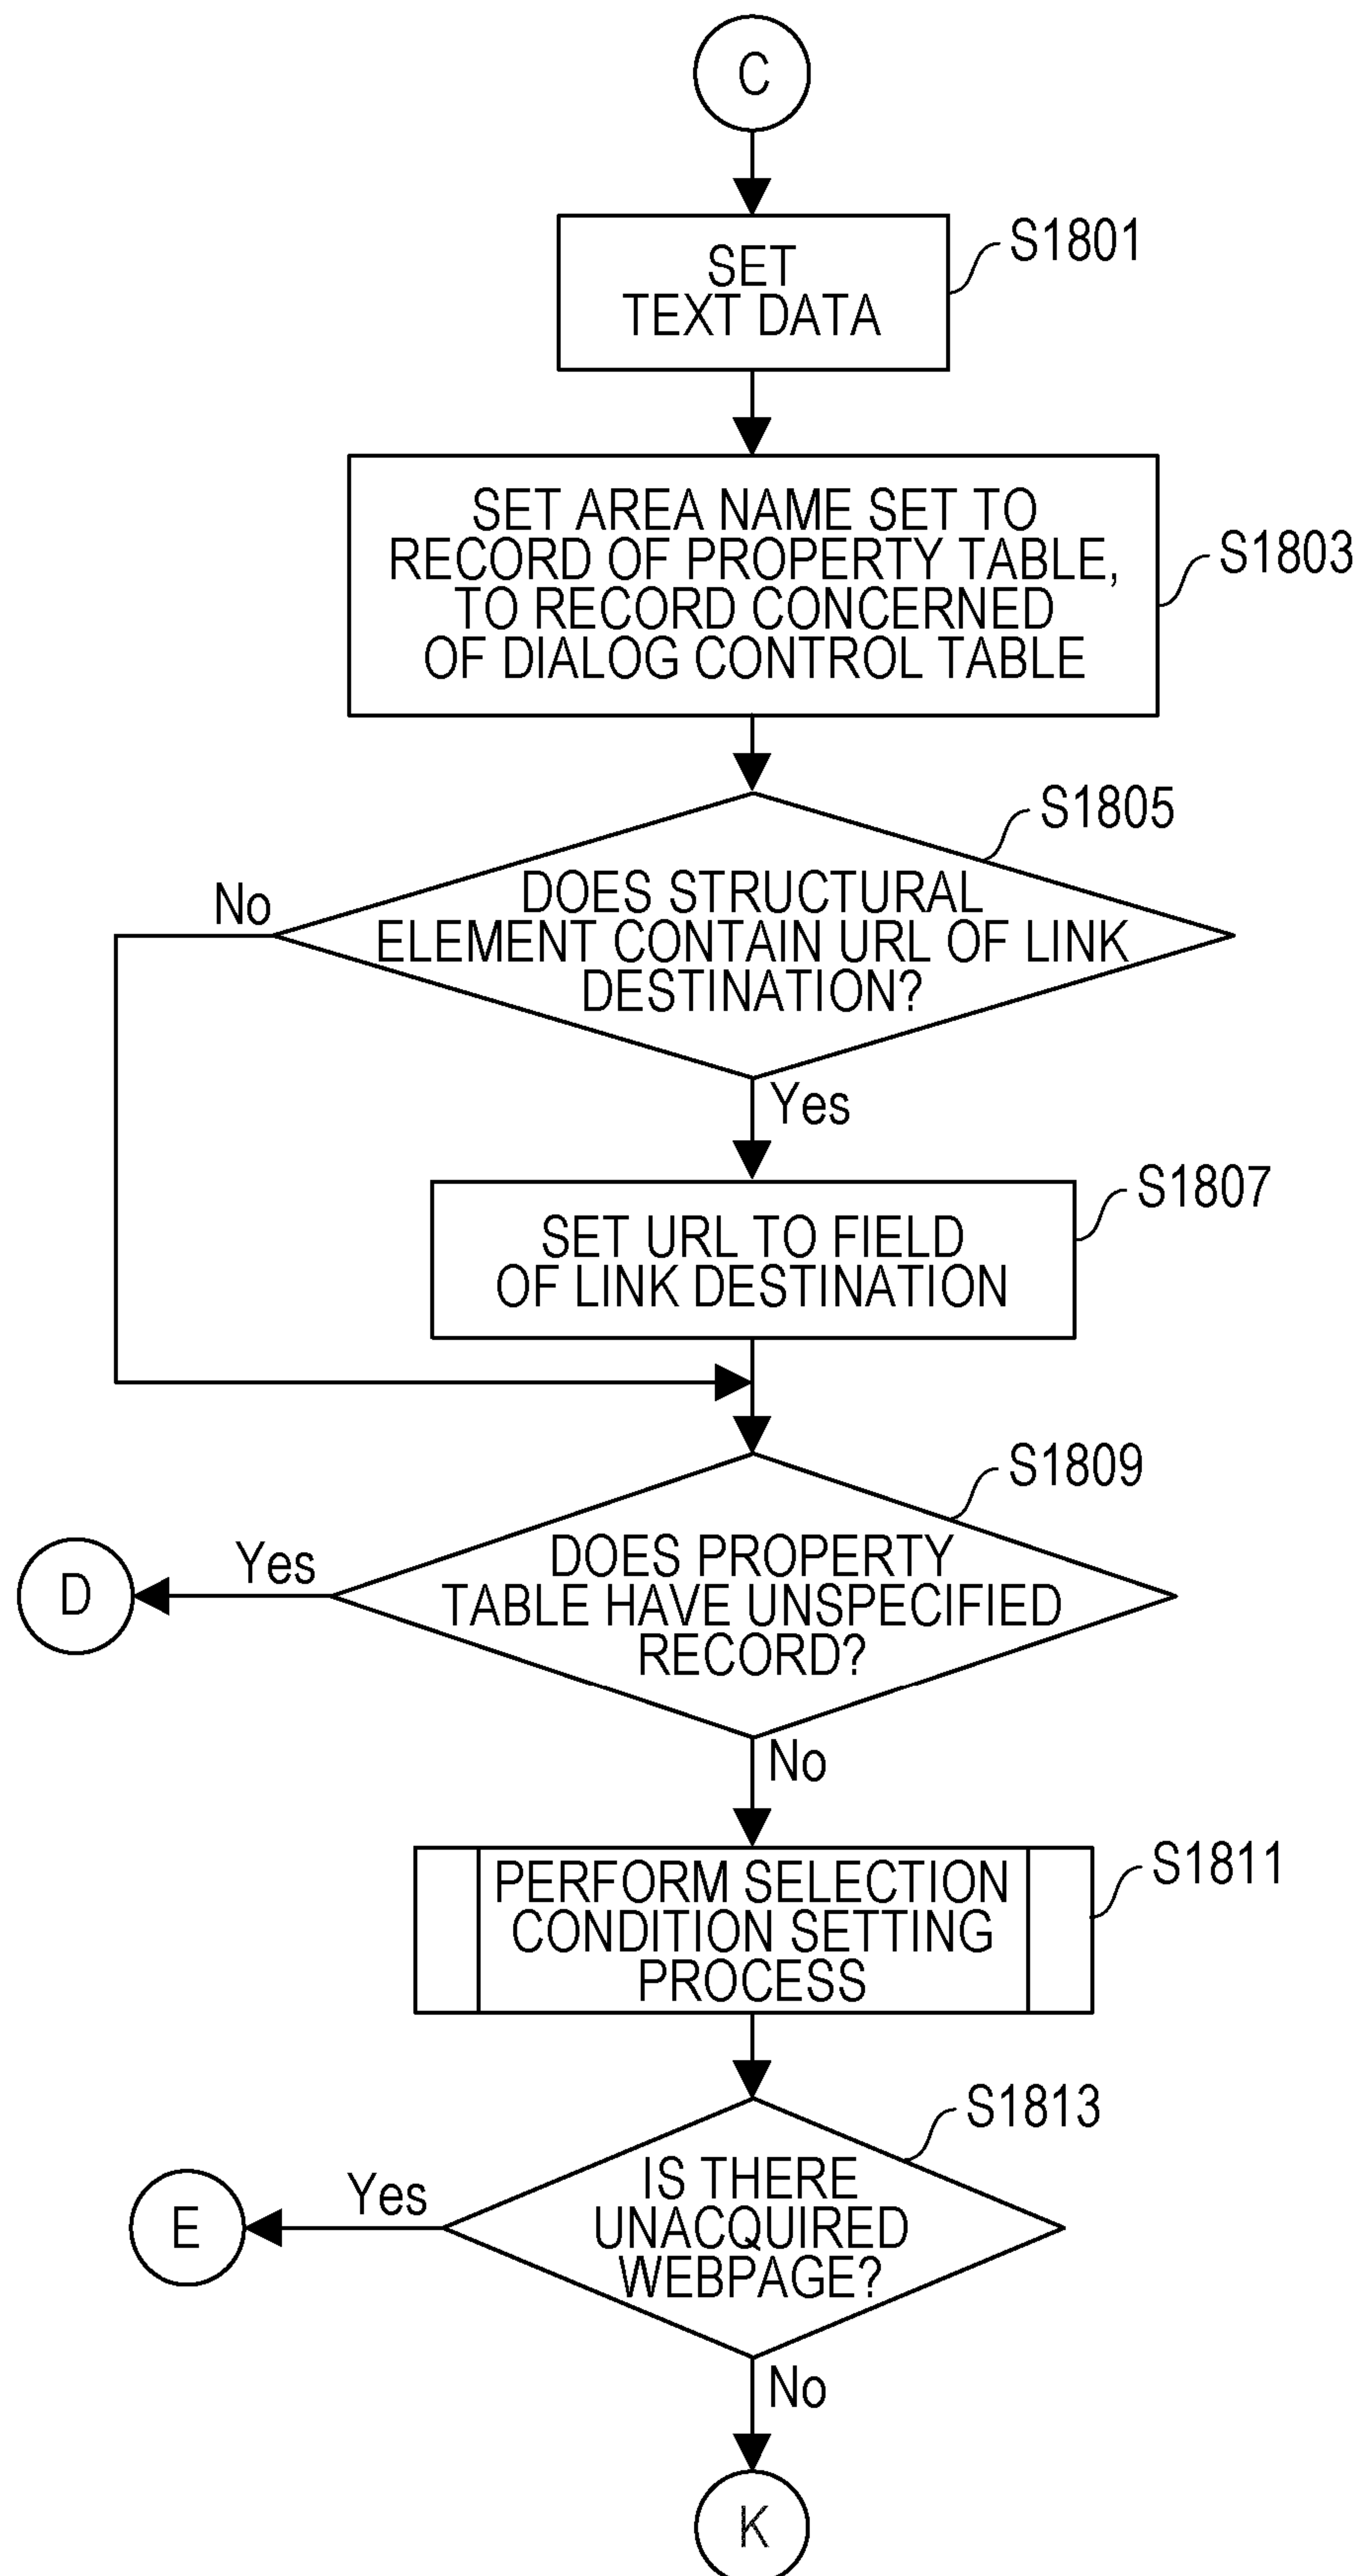 C
SET
TEXT DATA
S1801
SET AREA NAME SET TO
RECORD OF PROPERTY TABLE,
TO RECORD CONCERNED
OF DIALOG CONTROL TABLE
S1803
S1805
No
DOES STRUCTURAL
ELEMENT CONTAIN URL OF LINK
DESTINATION?
Yes
S1807
SET URL TO FIELD
OF LINK DESTINATION
S1809
D
Yes
DOES PROPERTY
TABLE HAVE UNSPECIFIED
RECORD?
No
S1811
PERFORM SELECTION
CONDITION SETTING
PROCESS
S1813
E
Yes
IS THERE
UNACQUIRED
WEBPAGE?
No
K